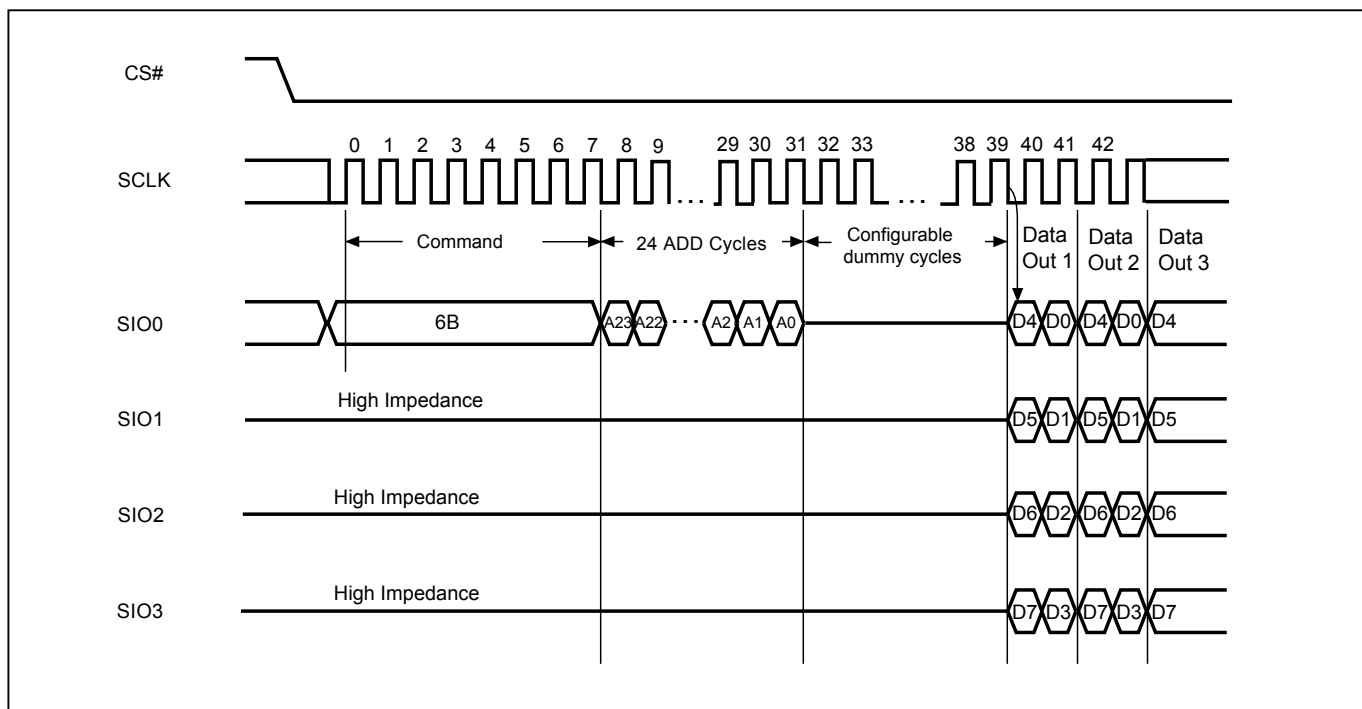 CS#
0 1 2 3 4 5 6 7 8 9 29 30 31 32 33 38 39 40 41 42
SCLK
Command 24 ADD Cycles Configurable dummy cycles Data Out 1 Data Out 2 Data Out 3
SIO0 6B A23 A22 A2 A1 A0 D4 D0 D4 D0 D4
High Impedance
SIO1 D5 D1 D5 D1 D5
High Impedance
SIO2 D6 D2 D6 D2 D6
High Impedance
SIO3 D7 D3 D7 D3 D7